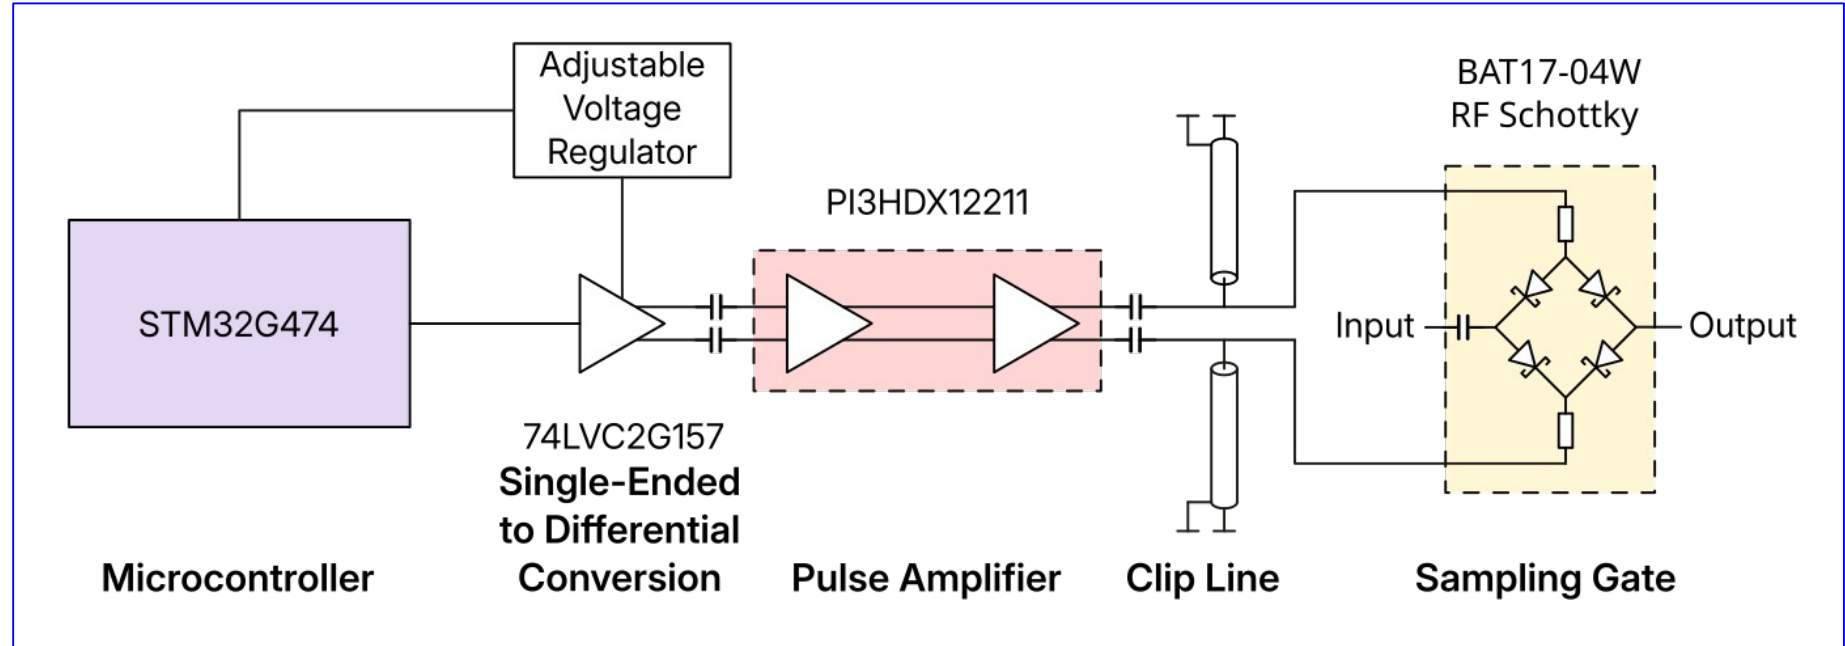 Adjustable
Voltage
Regulator
BAT17-04W
RF Schottky
PI3HDX12211
STM32G474
Input
Output
74LVC2G157
Single-Ended
to Differential
Conversion
Microcontroller
Pulse Amplifier
Clip Line
Sampling Gate